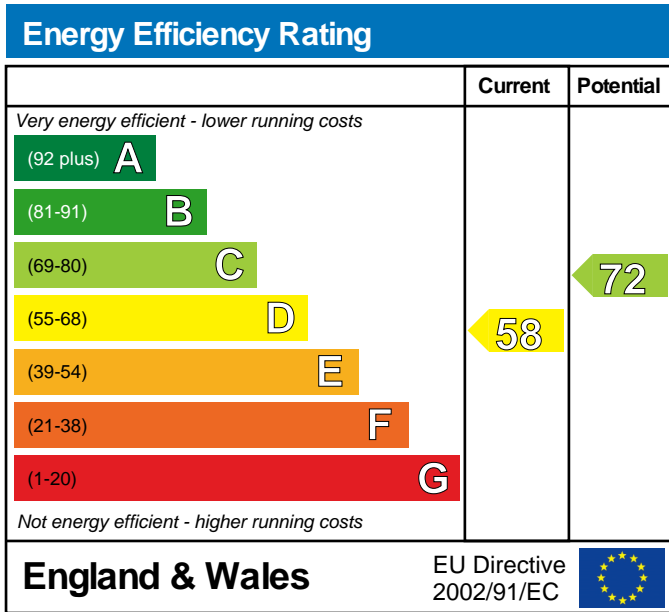 Energy Efficiency Rating
Current Potential
Very energy efficient - lower running costs
(92 plus) A
(81-91) B
(69-80) C
72
(55-68) D
58
(39-54) E
(21-38) F
(1-20) G
Not energy efficient - higher running costs
England & Wales
EU Directive
2002/91/EC